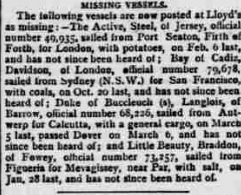 MISSING VESSELS.
The following vessels are now posted at Lloyd's
as missing:—The Active, Steel, of Jersey, official
number 49,935, sailed from Port Seaton, Firth of
Forth, for London, with potatoes, on Feb. 6 last,
and has not since been heard of; Bay of Cadiz,
Davidson, of London, official number 79,678,
sailed from Sydney (N.S.W.) for San Francisco,
with coals, on Oct. 20 last, and has not since been
heard of; Duke of Buccleuch (s), Langlois, of
Barrow, official number 68,226, sailed from Ant-
werp for Calcutta, with a general cargo, on March
5 last, passed Dover on March 6, and has not
since been heard of; and Little Beauty, Braddon,
of Fowey, official number 73,257, sailed from
Figueria for Mevagissey, near Par, with salt, on
Jan. 28 last, and has not since been heard of.